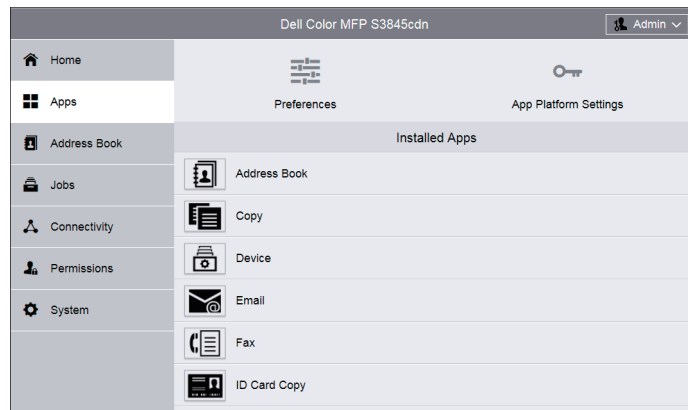 Dell Color MFP S3845cdn
Admin
Home
Apps
Address Book
Jobs
Connectivity
Permissions
System
Preferences
App Platform Settings
Installed Apps
Address Book
Copy
Device
Email
Fax
ID Card Copy